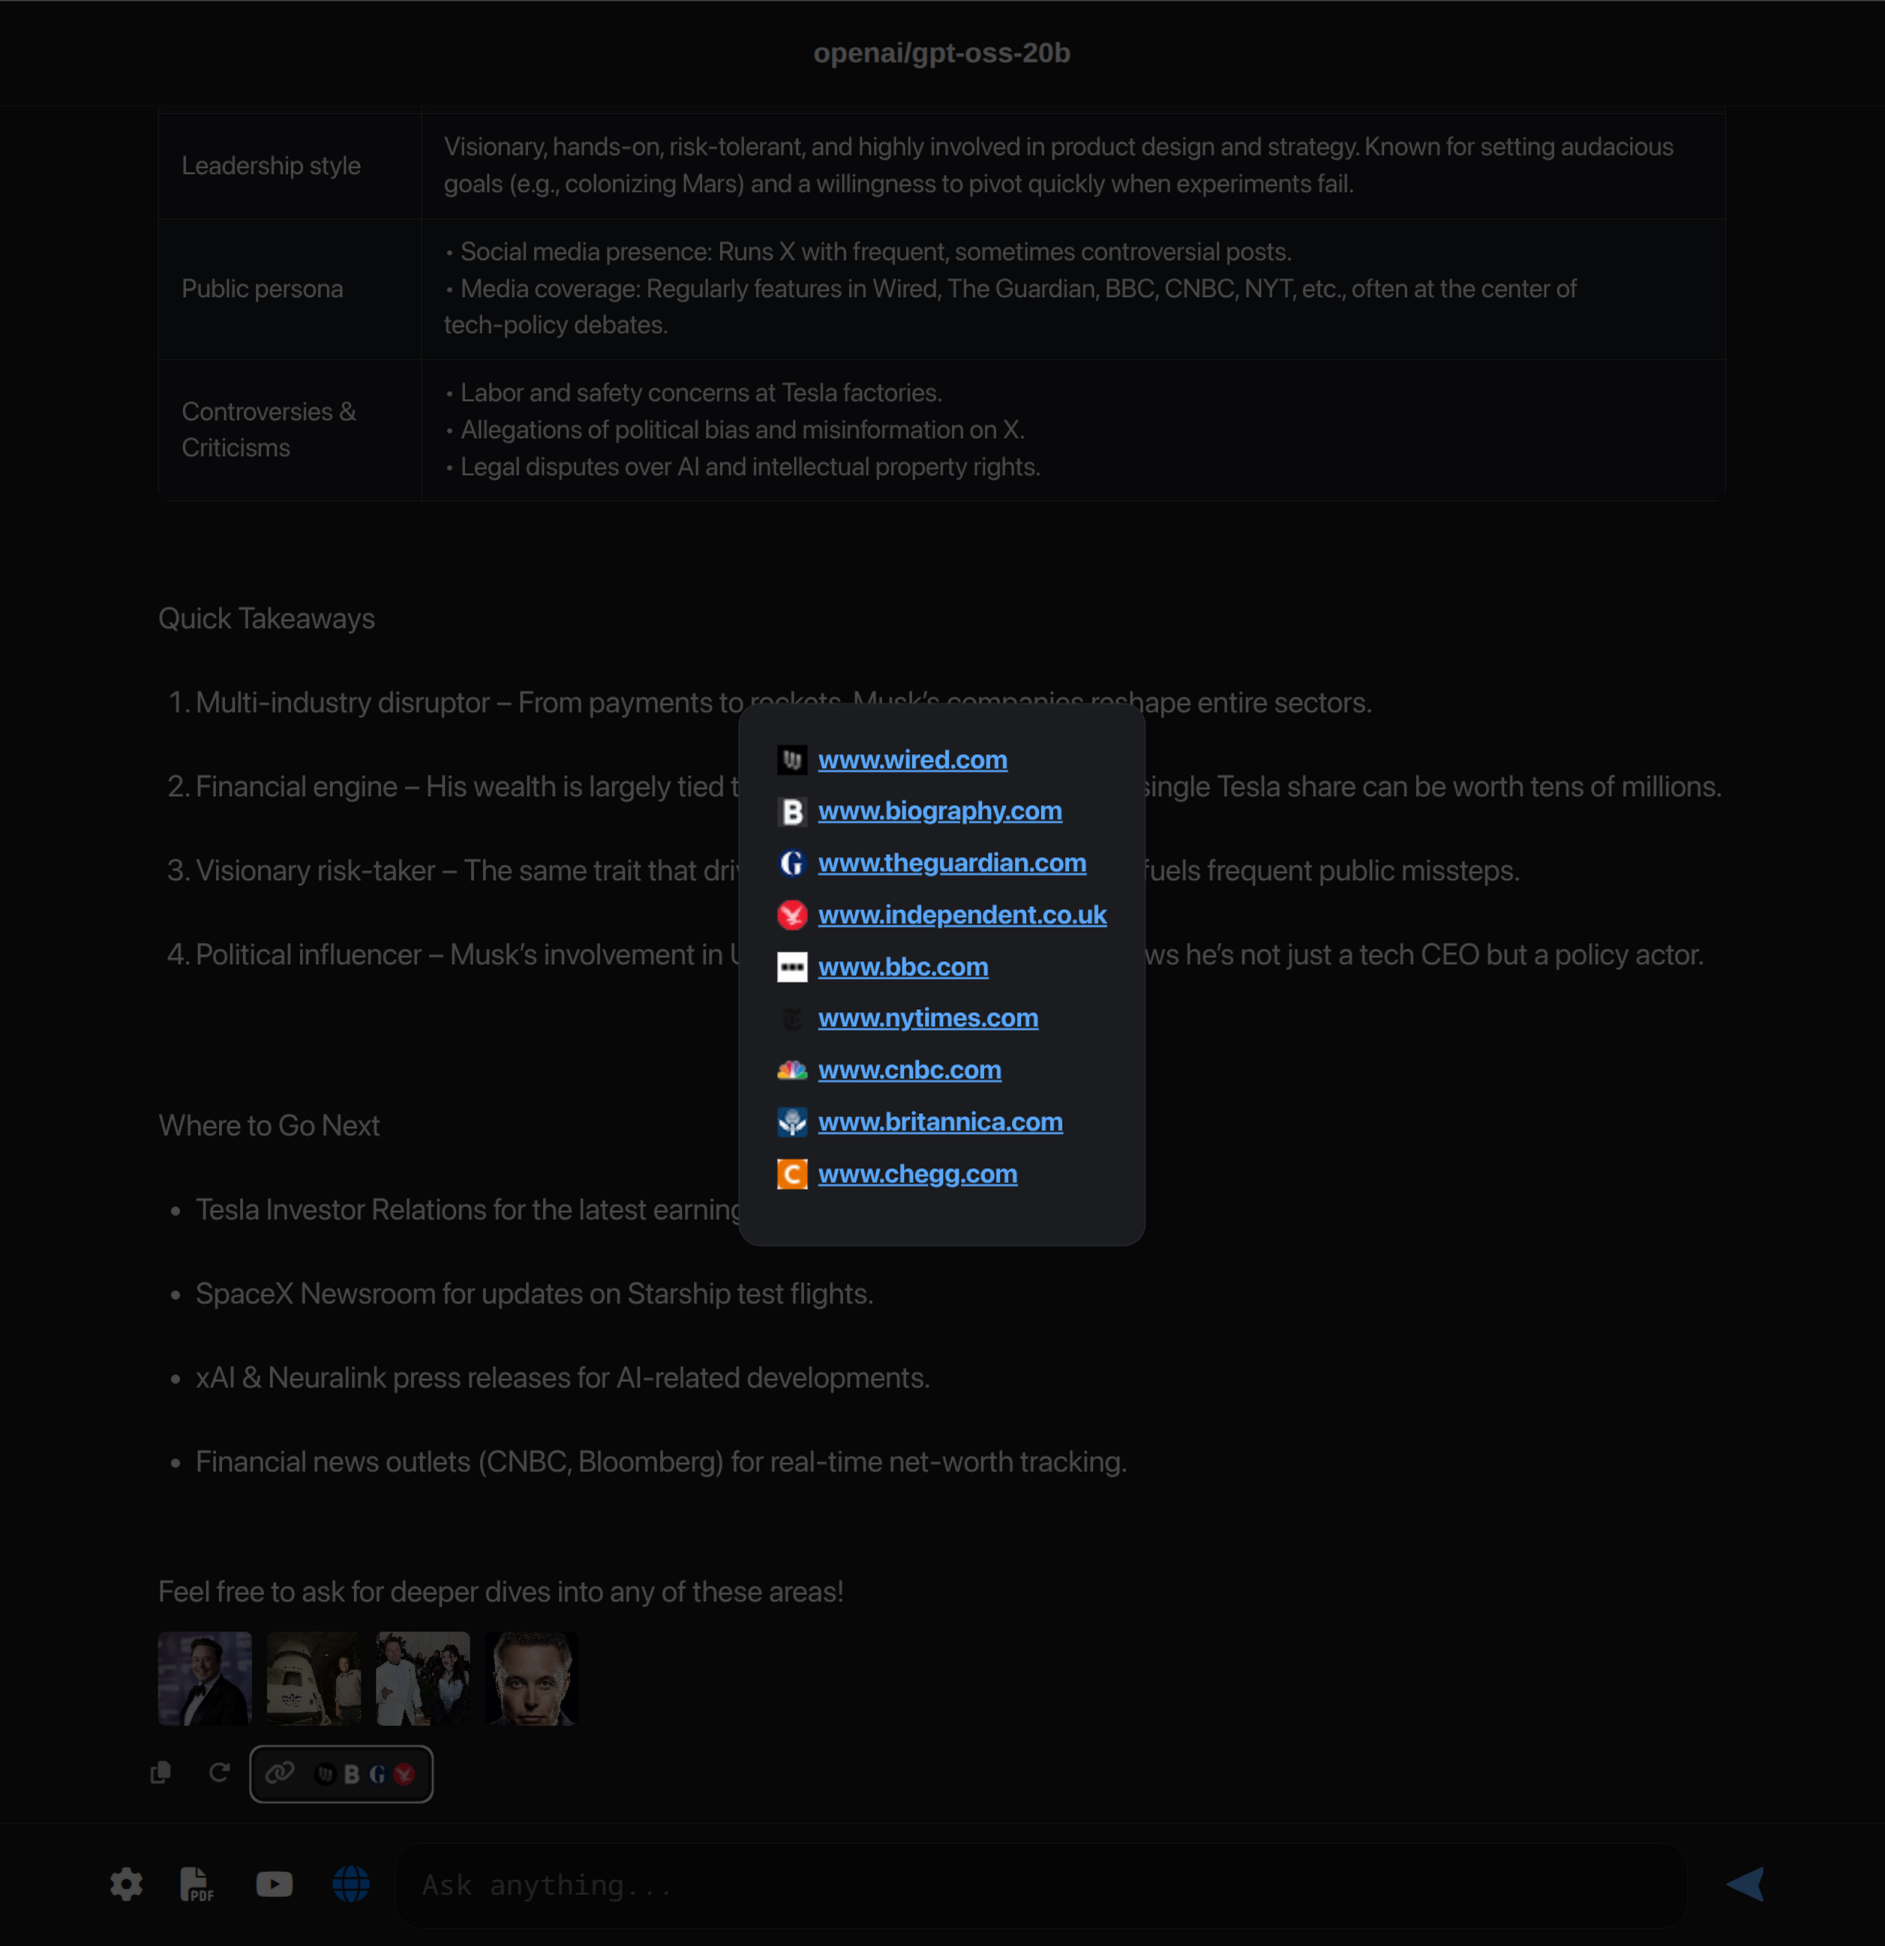 openai/gpt-oss-20b
Leadership style
Visionary, hands-on, risk-tolerant, and highly involved in product design and strategy. Known for setting audacious
goals (e.g., colonizing Mars) and a willingness to pivot quickly when experiments fail.
Public persona
• Social media presence: Runs X with frequent, sometimes controversial posts.
• Media coverage: Regularly features in Wired, The Guardian, BBC, CNBC, NYT, etc., often at the center of
tech-policy debates.
Controversies &
Criticisms
• Labor and safety concerns at Tesla factories.
• Allegations of political bias and misinformation on X.
• Legal disputes over AI and intellectual property rights.
Quick Takeaways
1. Multi-industry disruptor – From payments to rockets, Musk’s companies reshape entire sectors.
2. Financial engine – His wealth is largely tied single Tesla share can be worth tens of millions.
3. Visionary risk-taker – The same trait that fuels frequent public missteps.
4. Political influencer – Musk’s involvement in he’s not just a tech CEO but a policy actor.
www.wired.com
www.biography.com
www.theguardian.com
www.independent.co.uk
www.bbc.com
www.nytimes.com
www.cnbc.com
www.britannica.com
www.chegg.com
Where to Go Next
• Tesla Investor Relations for the latest
• SpaceX Newsroom for updates on Starship test flights.
• xAI & Neuralink press releases for AI-related developments.
• Financial news outlets (CNBC, Bloomberg) for real-time net-worth tracking.
Feel free to ask for deeper dives into any of these areas!
PDF
Ask anything...